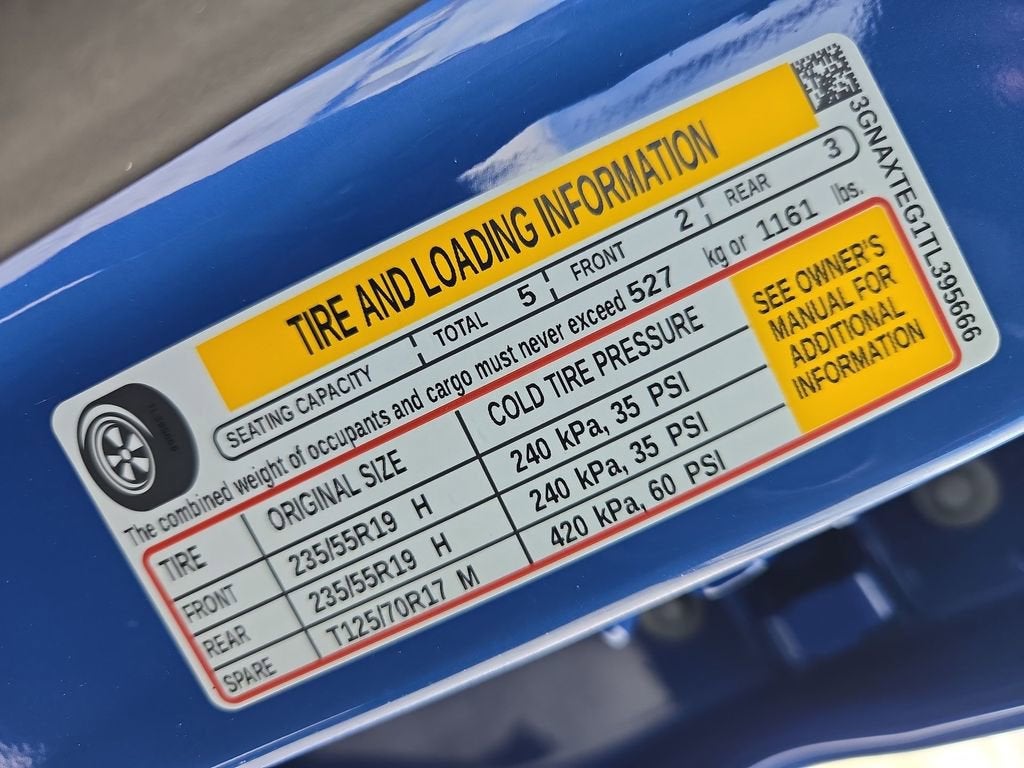 TIRE AND LOADING INFORMATION
SEATING CAPACITY TOTAL 5 FRONT 2 REAR 3
The combined weight of occupants and cargo must never exceed 527 kg or 1161 lbs.
TIRE ORIGINAL SIZE COLD TIRE PRESSURE
FRONT 235/55R19 H 240 kPa, 35 PSI
REAR 235/55R19 H 240 kPa, 35 PSI
SPARE T125/70R17 M 420 kPa, 60 PSI
SEE OWNER'S
MANUAL FOR
ADDITIONAL
INFORMATION
3GNAXTEG1TL395666